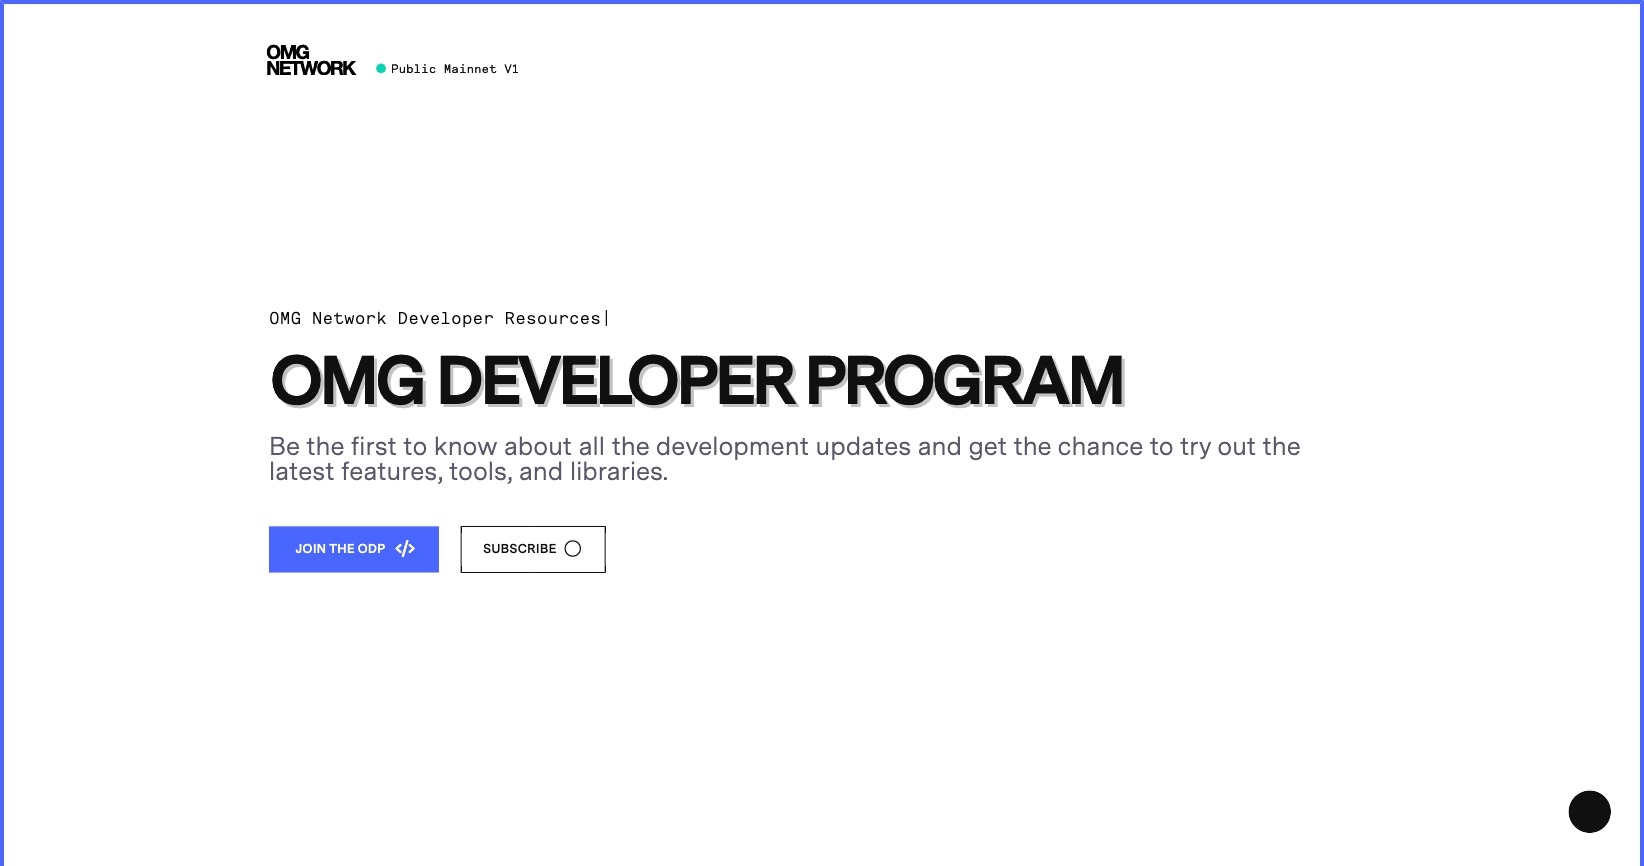 OMG
NETWORK
Public Mainnet V1
OMG Network Developer Resources|
OMG DEVELOPER PROGRAM
Be the first to know about all the development updates and get the chance to try out the
latest features, tools, and libraries.
JOIN THE ODP </>
SUBSCRIBE